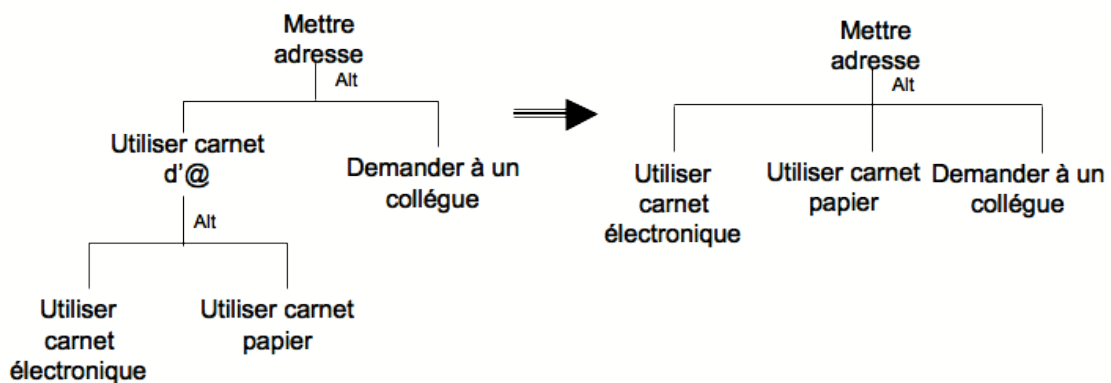 Mettre
adresse
Alt
Utiliser carnet
d'@
Demander à un
collégue
Alt
Utiliser
carnet
électronique
Utiliser carnet
papier
Mettre
adresse
Alt
Utiliser
carnet
électronique
Utiliser carnet
papier
Demander à un
collégue